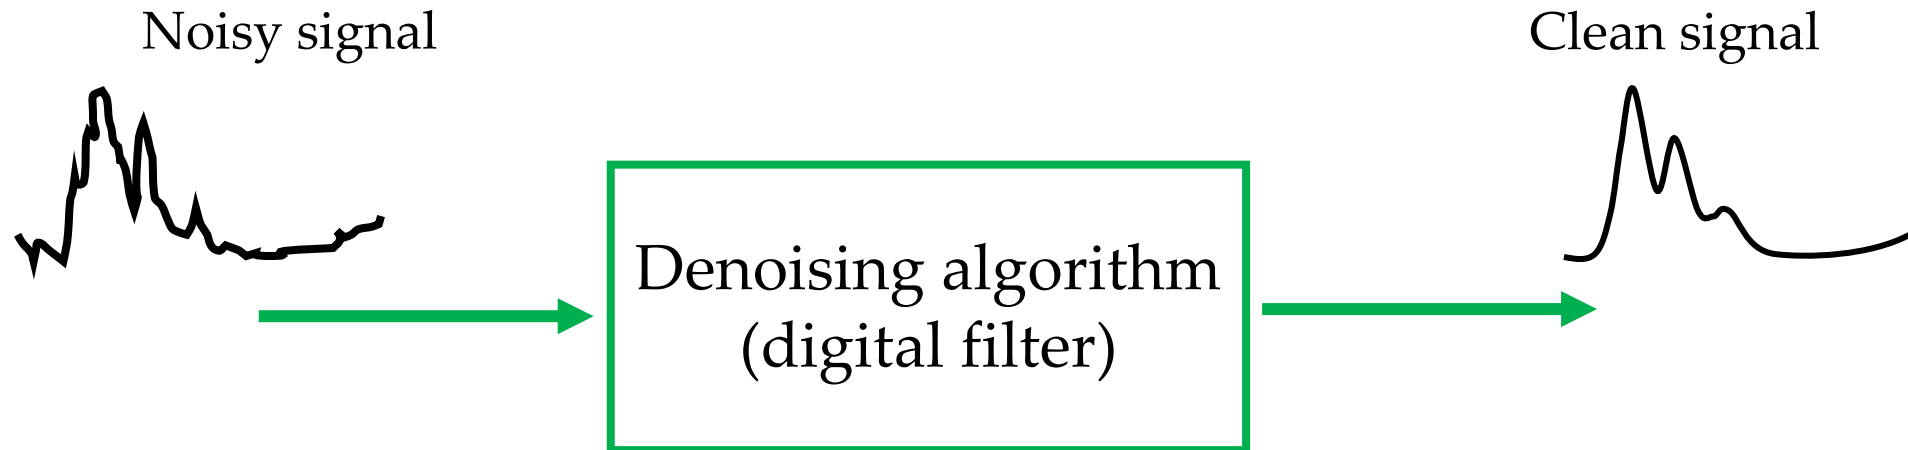 Noisy signal
Clean signal
Denoising algorithm
(digital filter)